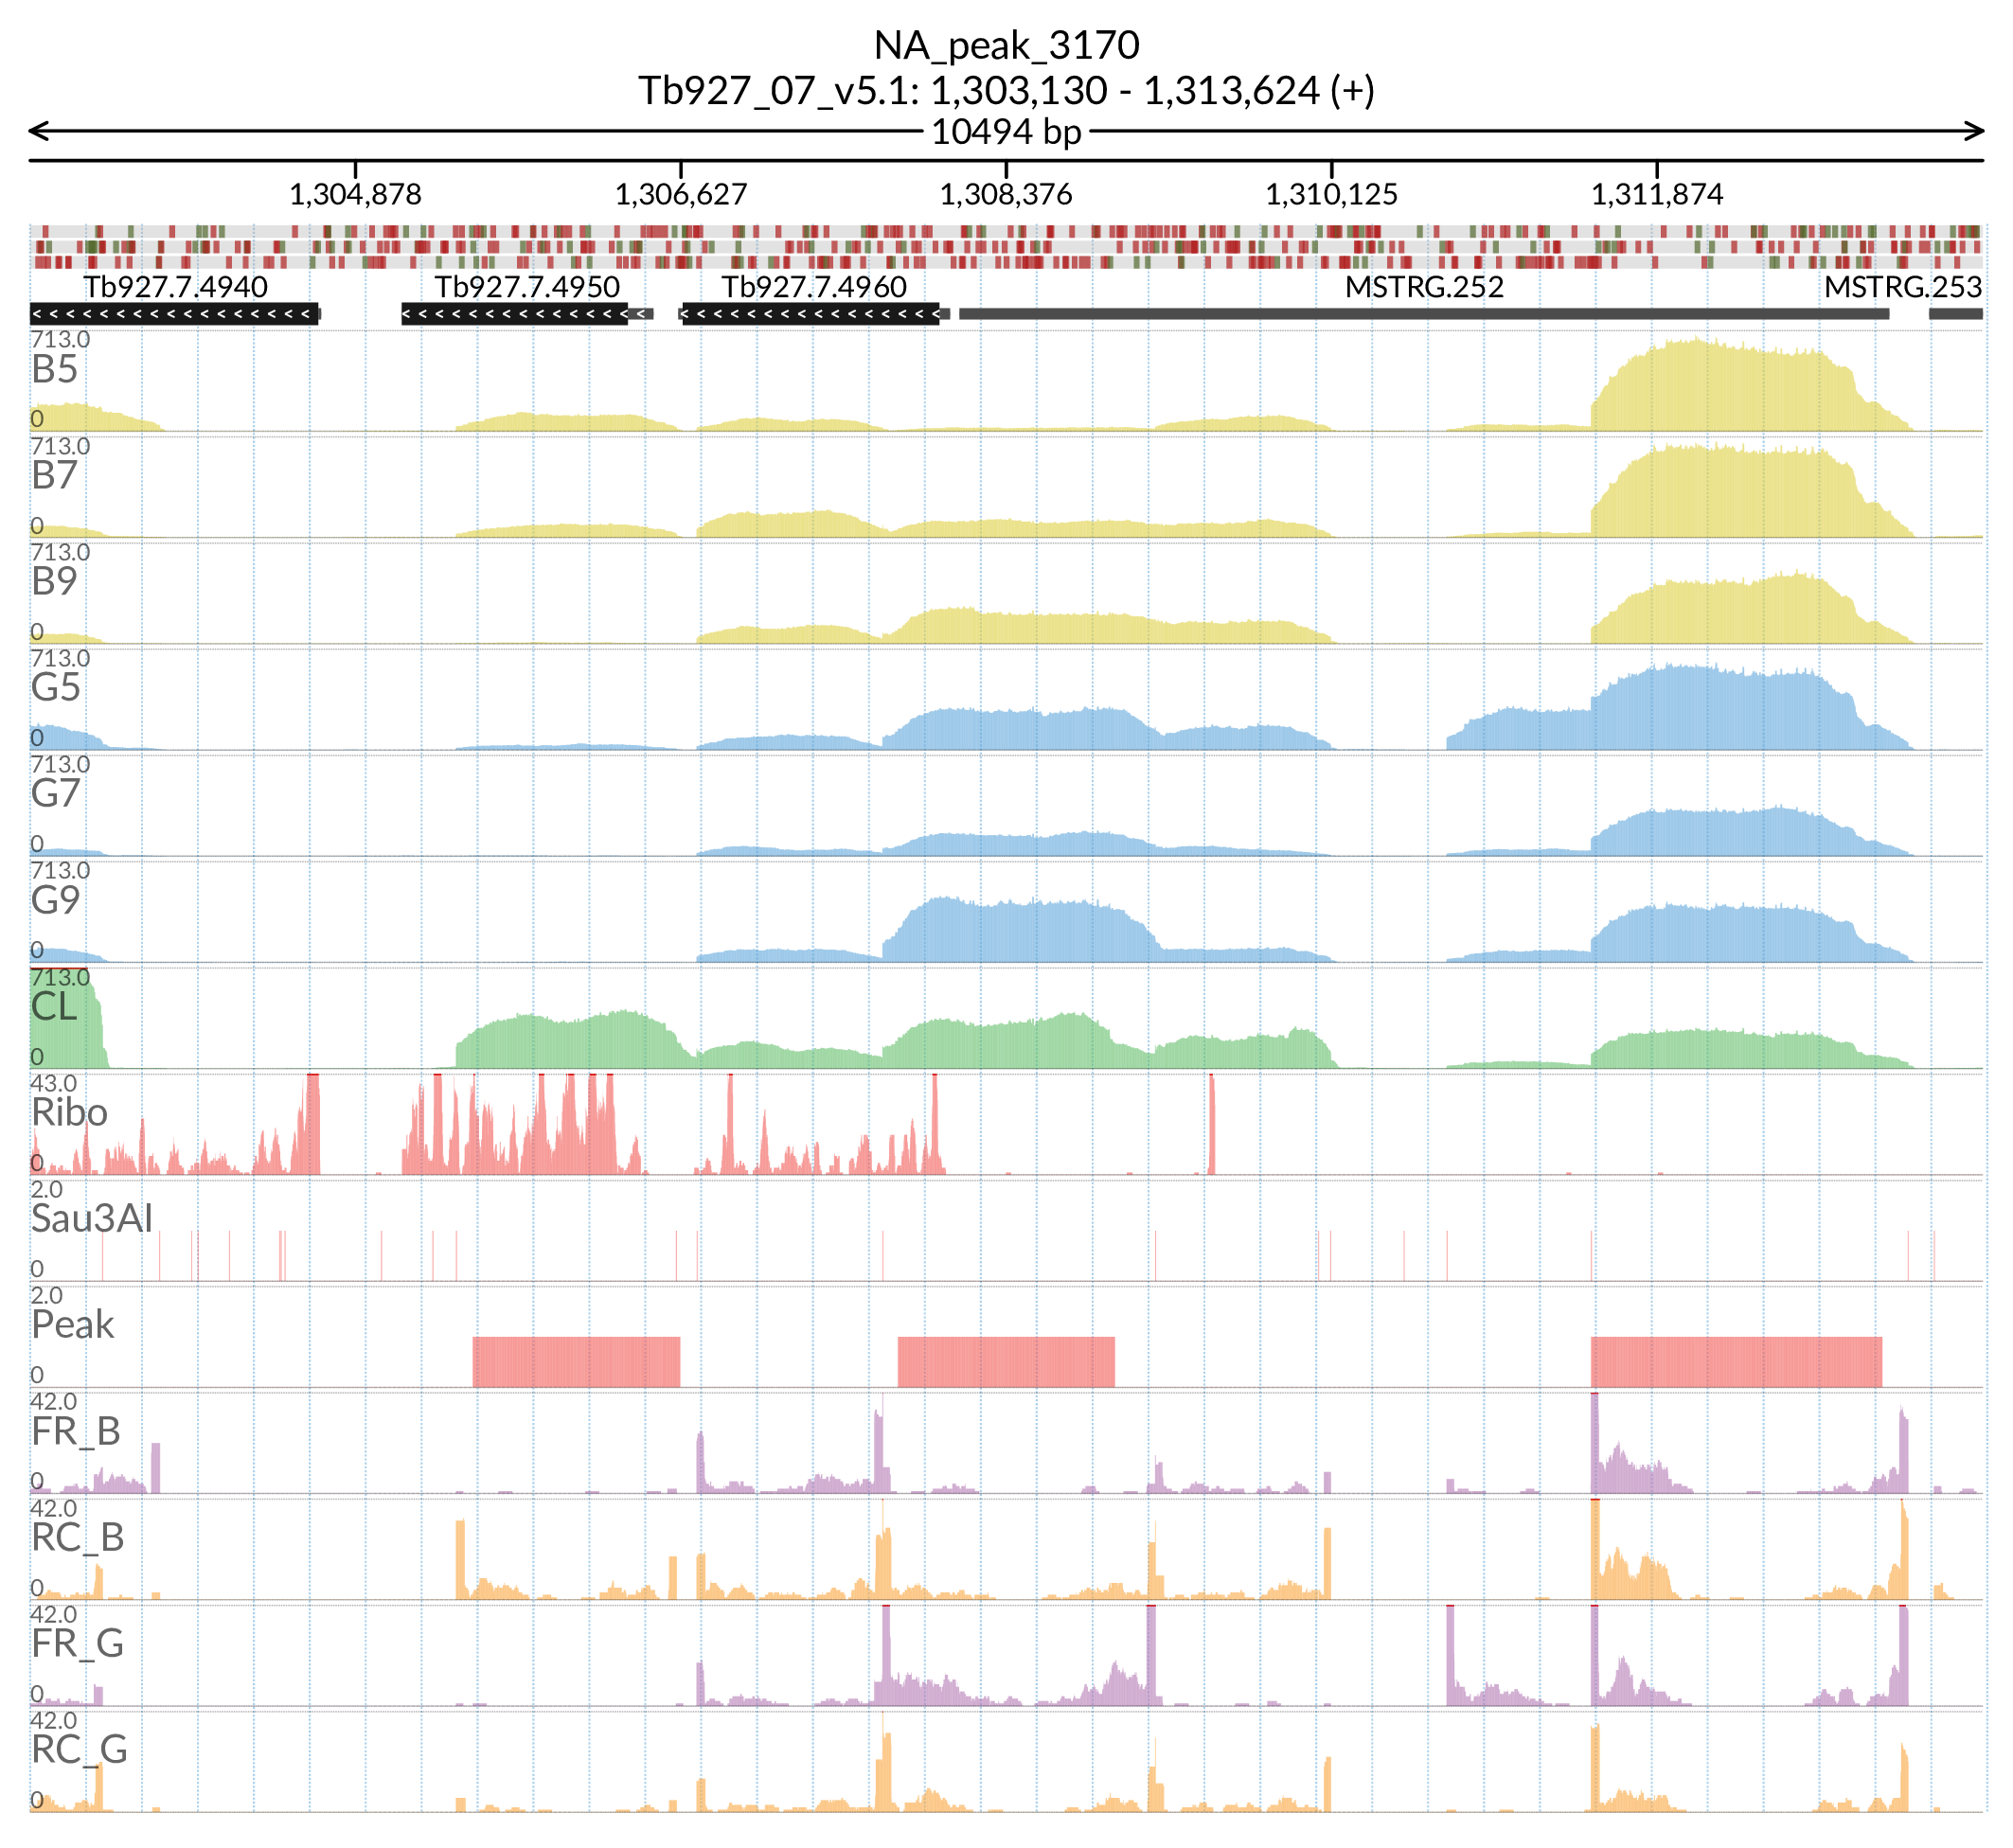 NA_peak_3170
Tb927_07_v5.1: 1,303,130 - 1,313,624 (+)
10494 bp
1,304,878 1,306,627 1,308,376 1,310,125 1,311,874
Tb927.7.4940 Tb927.7.4950 Tb927.7.4960 MSTRG.252 MSTRG.253
713.0
B5
0
713.0
B7
0
713.0
B9
0
713.0
G5
0
713.0
G7
0
713.0
G9
0
713.0
CL
0
43.0
Ribo
0
2.0
Sau3AI
0
2.0
Peak
0
42.0
FR_B
0
42.0
RC_B
0
42.0
FR_G
0
42.0
RC_G
0